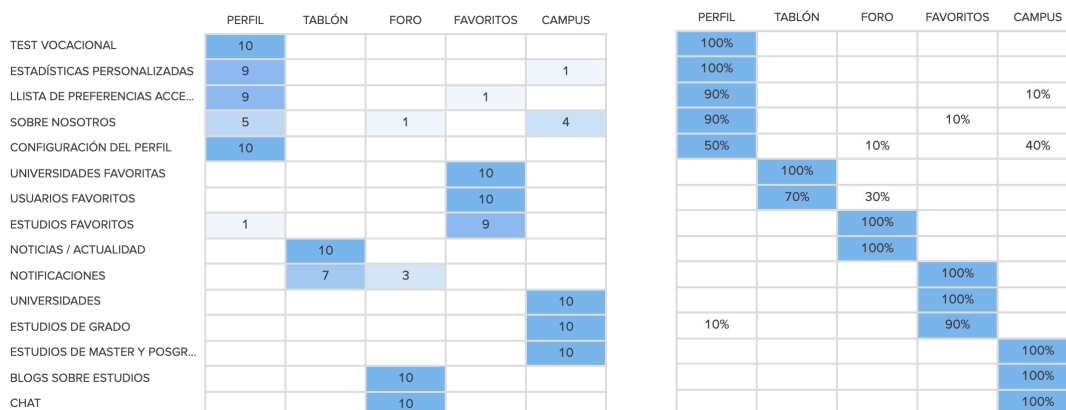 PERFIL TABLÓN FORO FAVORITOS CAMPUS PERFIL TABLÓN FORO FAVORITOS CAMPUS
TEST VOCACIONAL 10 100%
ESTADÍSTICAS PERSONALIZADAS 9 1 100%
LLISTA DE PREFERENCIAS ACCE... 9 1 90% 10%
SOBRE NOSOTROS 5 1 4 90% 10%
CONFIGURACIÓN DEL PERFIL 10 50% 10% 40%
UNIVERSIDADES FAVORITAS 10 100%
USUARIOS FAVORITOS 10 70% 30%
ESTUDIOS FAVORITOS 1 9 100%
NOTICIAS / ACTUALIDAD 10 100%
NOTIFICACIONES 7 3 100%
UNIVERSIDADES 10 100%
ESTUDIOS DE GRADO 10 10% 90%
ESTUDIOS DE MASTER Y POSGR... 10 100%
BLOGS SOBRE ESTUDIOS 10 100%
CHAT 10 100%